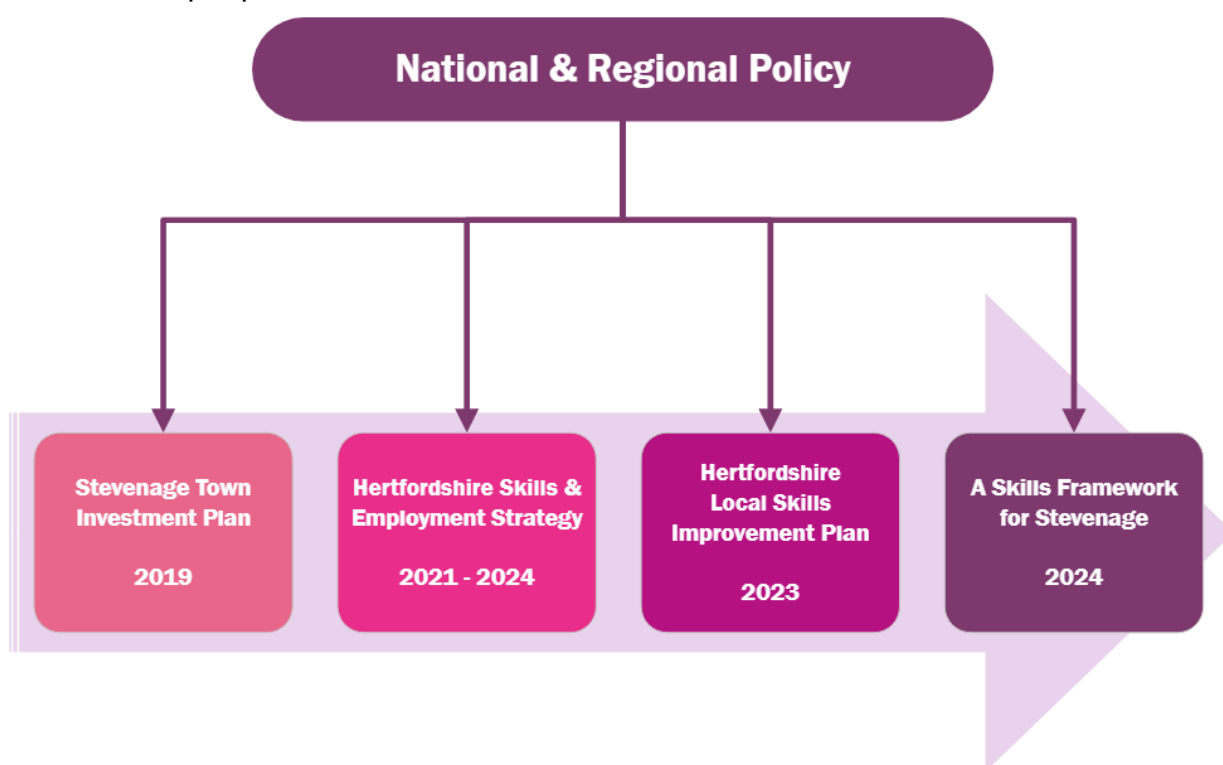 National & Regional Policy
Stevenage Town
Investment Plan
2019
Hertfordshire Skills &
Employment Strategy
2021 - 2024
Hertfordshire
Local Skills
Improvement Plan
2023
A Skills Framework
for Stevenage
2024